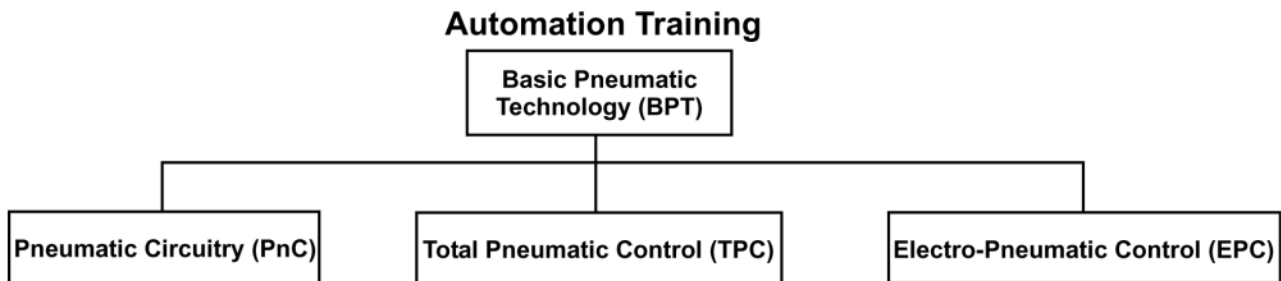 Automation Training
Basic Pneumatic
Technology (BPT)
Pneumatic Circuitry (PnC)
Total Pneumatic Control (TPC)
Electro-Pneumatic Control (EPC)